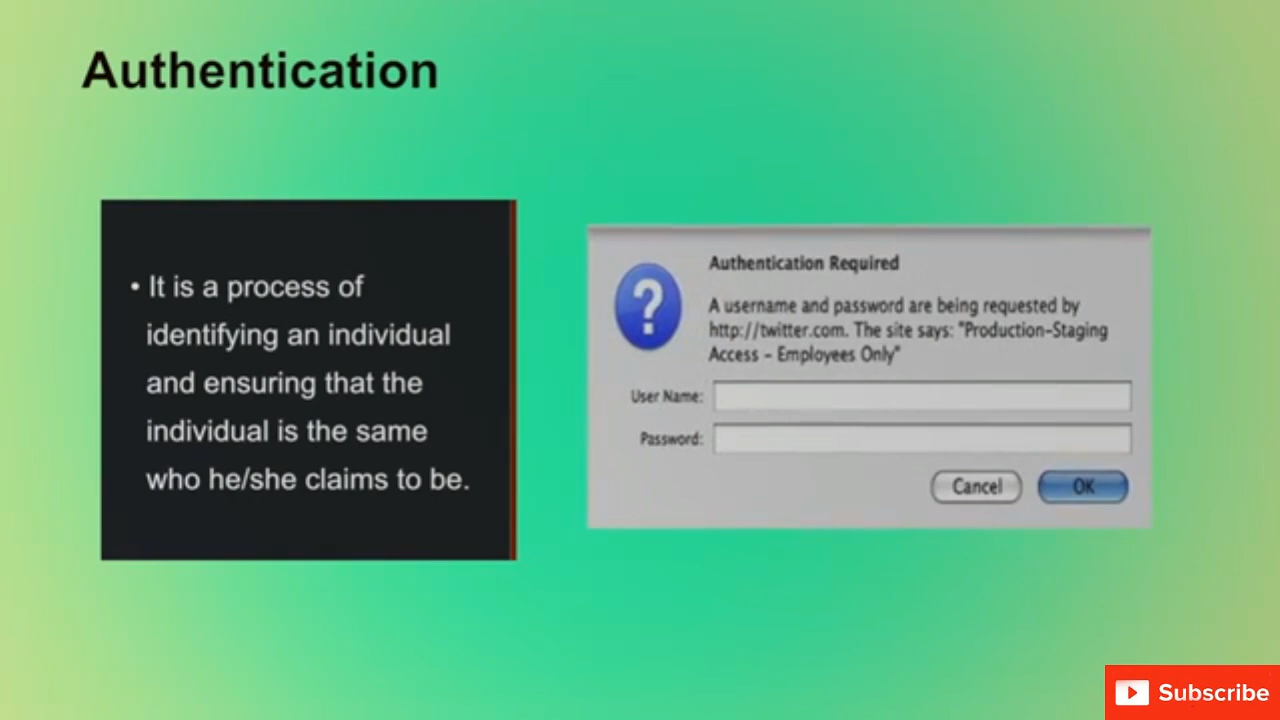 Authentication
• It is a process of
identifying an individual
and ensuring that the
individual is the same
who he/she claims to be.
Authentication Required
A username and password are being requested by
http://twitter.com. The site says: "Production-Staging
Access - Employees Only"
User Name:
Password:
Cancel
OK
Subscribe